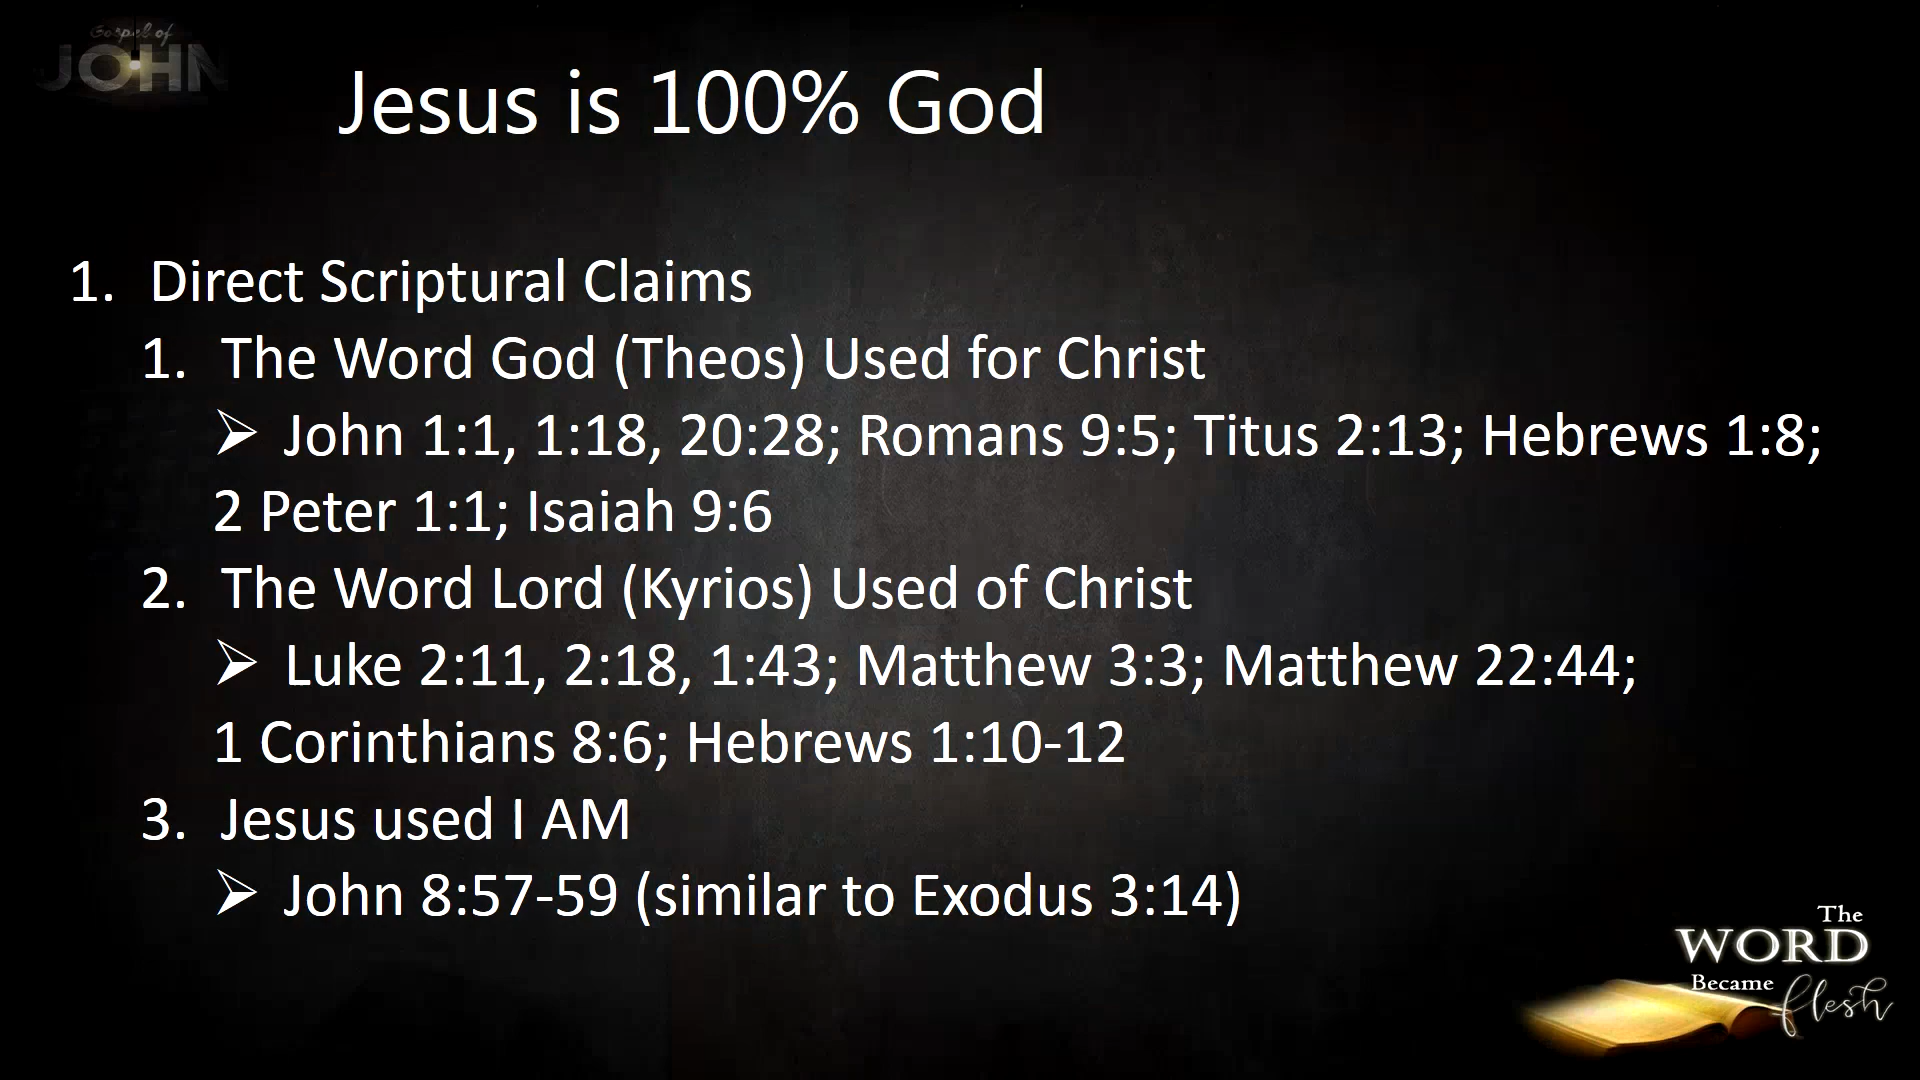 Gospel of
JOHN
Jesus is 100% God
1. Direct Scriptural Claims
1. The Word God (Theos) Used for Christ
➢ John 1:1, 1:18, 20:28; Romans 9:5; Titus 2:13; Hebrews 1:8;
2 Peter 1:1; Isaiah 9:6
2. The Word Lord (Kyrios) Used of Christ
➢ Luke 2:11, 2:18, 1:43; Matthew 3:3; Matthew 22:44;
1 Corinthians 8:6; Hebrews 1:10-12
3. Jesus used I AM
➢ John 8:57-59 (similar to Exodus 3:14)
The
WORD
Became
flesh